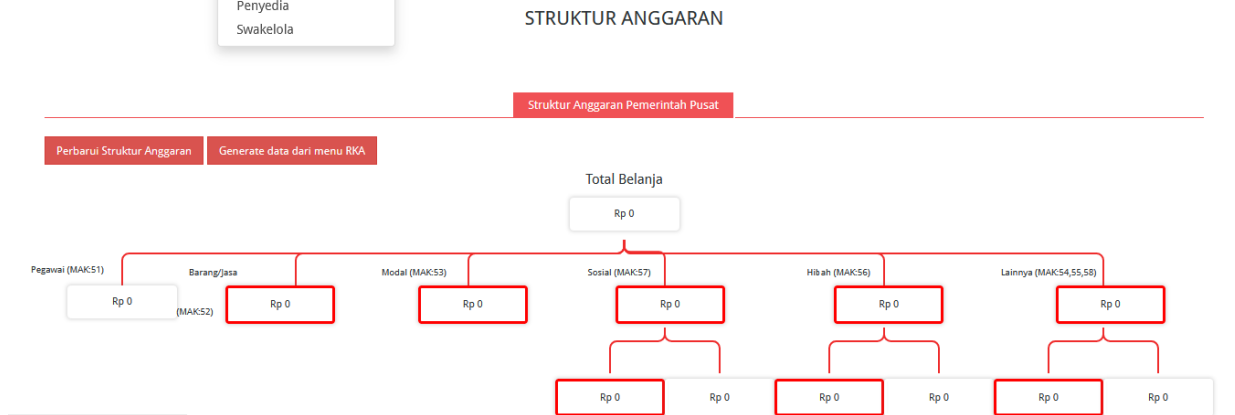 Penyedia
Swakelola
STRUKTUR ANGGARAN
Struktur Anggaran Pemerintah Pusat
Perbarui Struktur Anggaran
Generate data dari menu RKA
Total Belanja
Rp 0
Pegawai (MAK:51)
Rp 0
Barang/Jasa
(MAK:52)
Rp 0
Modal (MAK:53)
Rp 0
Sosial (MAK:57)
Rp 0
Hibah (MAK:56)
Rp 0
Lainnya (MAK:54,55,58)
Rp 0
Rp 0
Rp 0
Rp 0
Rp 0
Rp 0
Rp 0